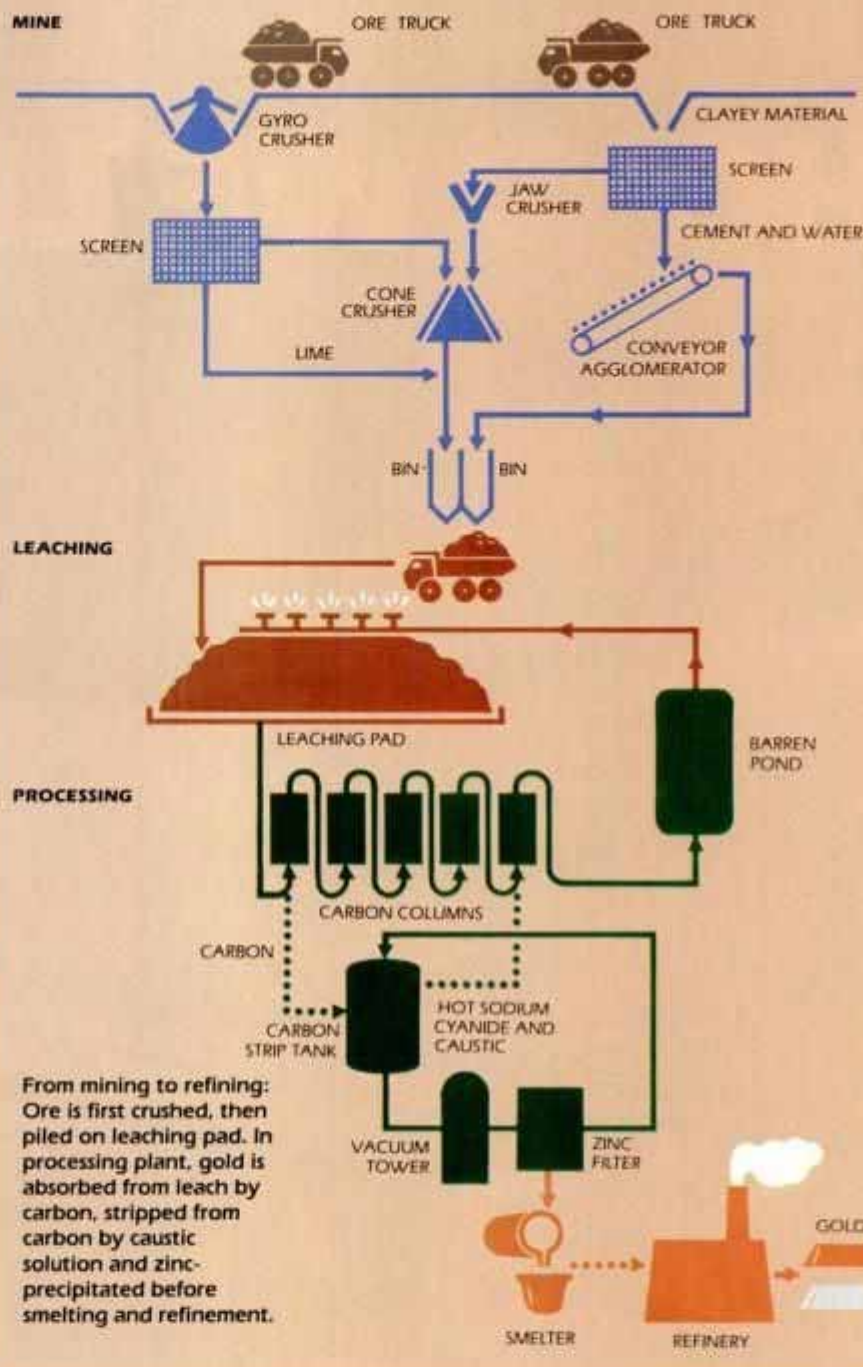 MINE
ORE TRUCK
ORE TRUCK
GYRO
CRUSHER
CLAYEY MATERIAL
SCREEN
JAW
CRUSHER
SCREEN
CEMENT AND WATER
CONE
CRUSHER
LIME
CONVEYOR
AGGLOMERATOR
BIN
BIN
LEACHING
LEACHING PAD
BARREN
POND
PROCESSING
CARBON COLUMNS
CARBON
CARBON
STRIP TANK
HOT SODIUM
CYANIDE AND
CAUSTIC
From mining to refining:
Ore is first crushed, then
piled on leaching pad. In
processing plant, gold is
absorbed from leach by
carbon, stripped from
carbon by caustic
solution and zinc-
precipitated before
smelting and refinement.
VACUUM
TOWER
ZINC
FILTER
GOLD
SMELTER
REFINERY